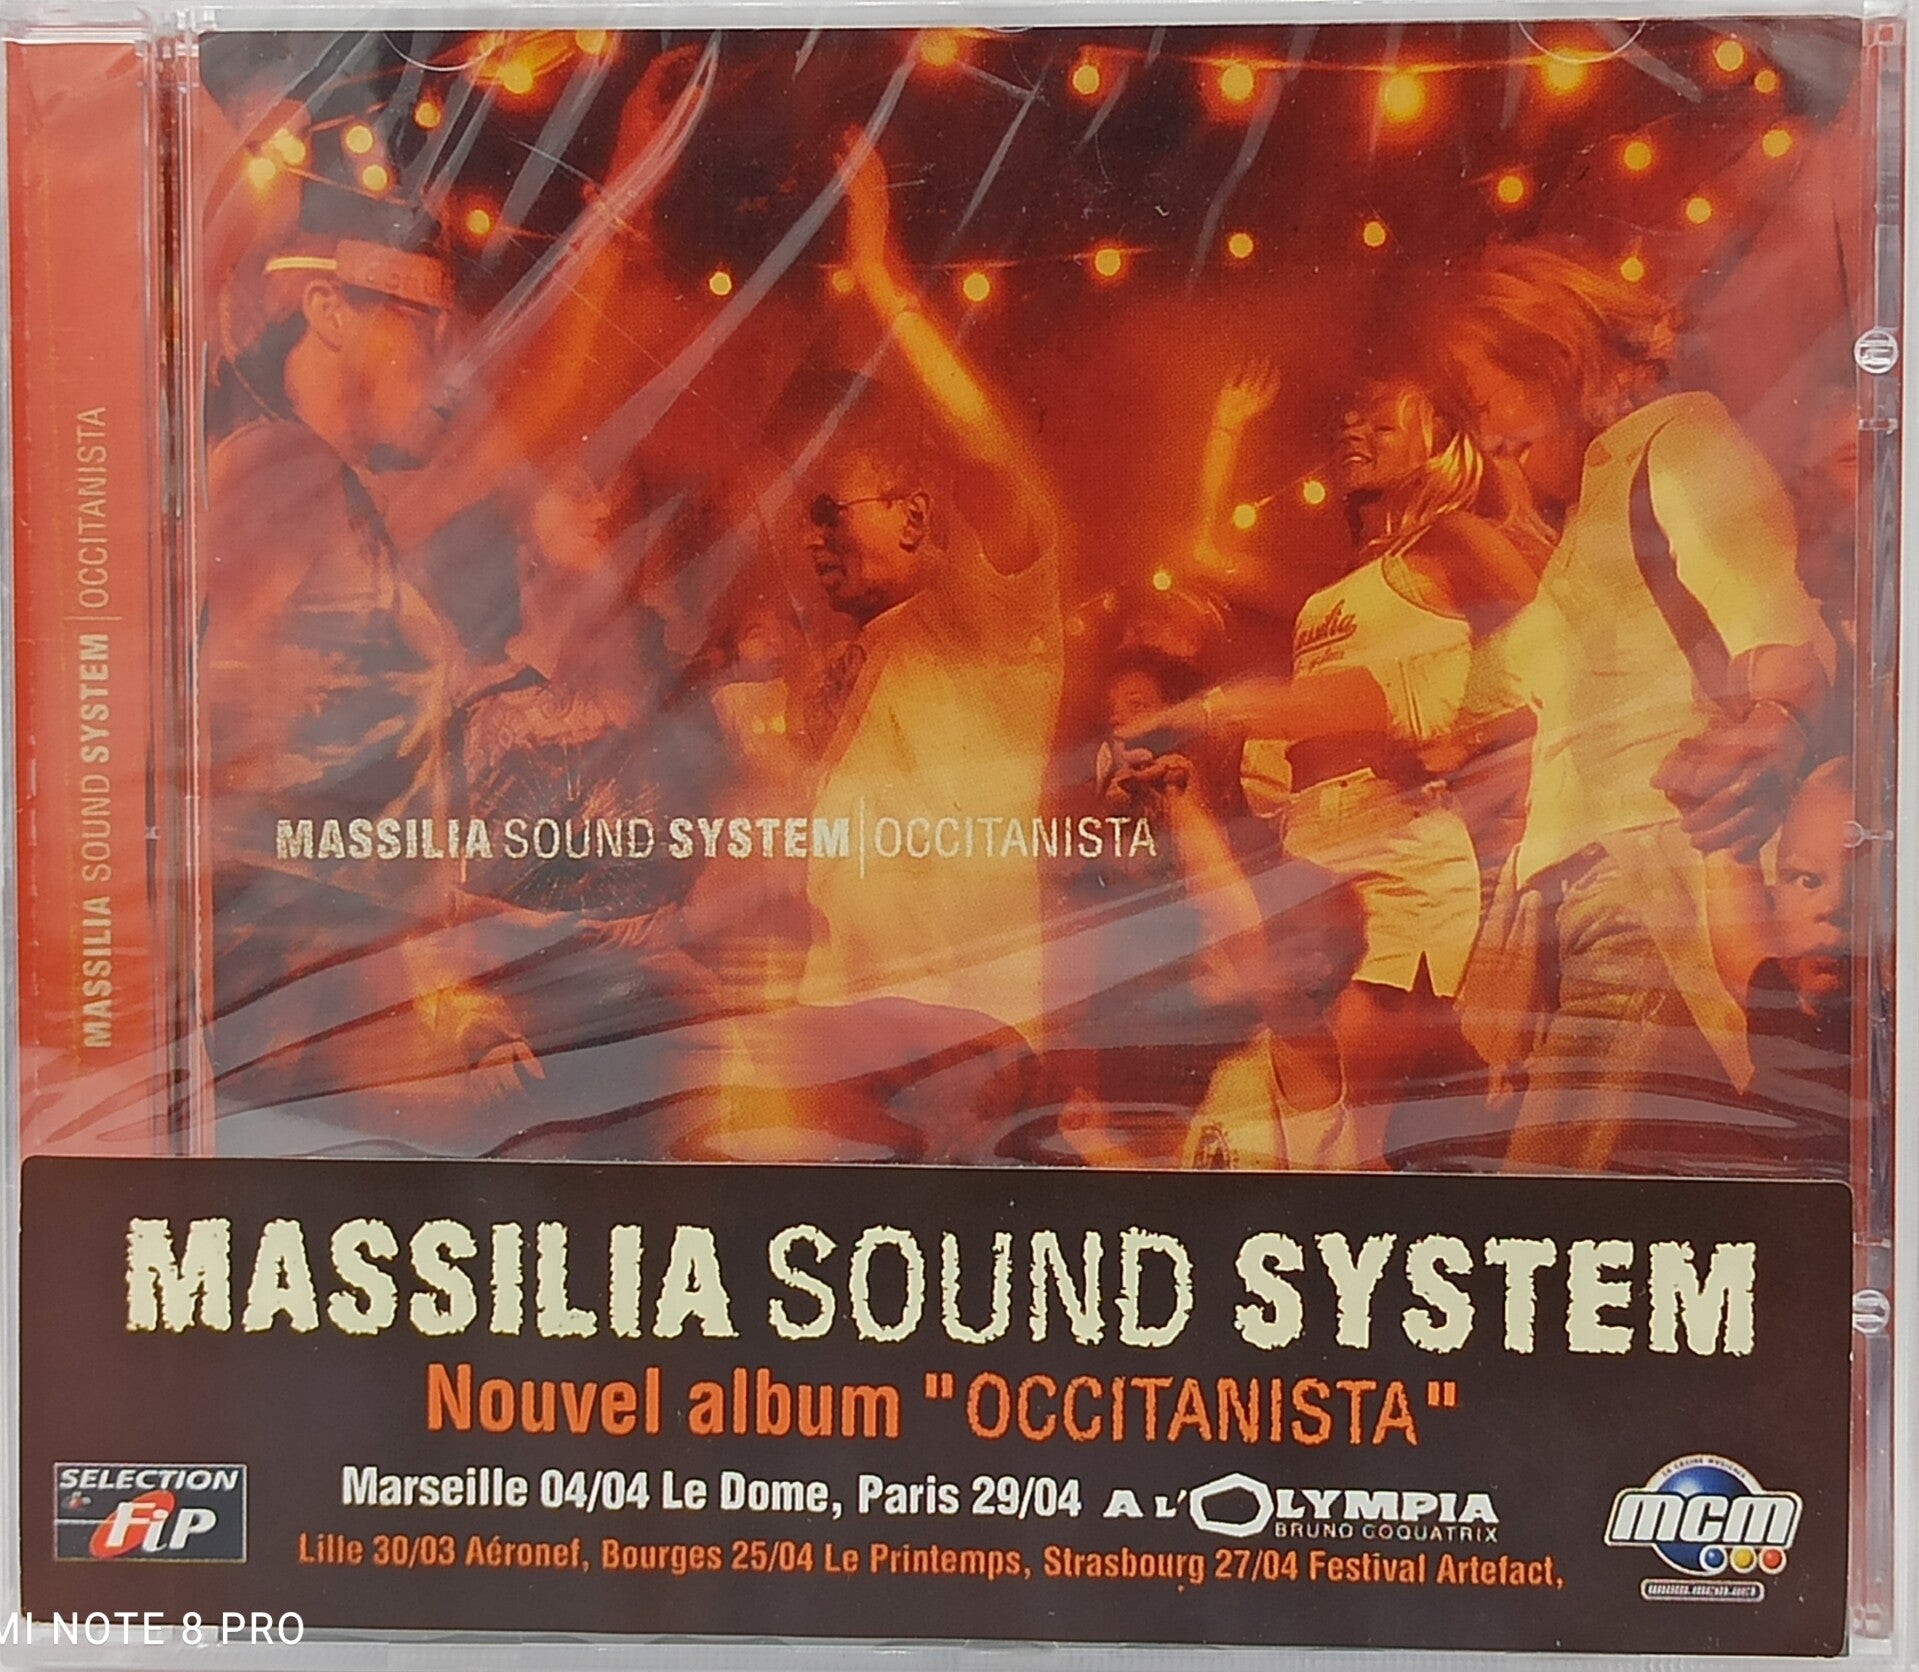 MASSILIA SOUND SYSTEM | OCCITANISTA
MASSILIA SOUND SYSTEM | OCCITANISTA
MASSILIA SOUND SYSTEM
Nouvel album "OCCITANISTA"
SELECTION
FiP
Marseille 04/04 Le Dome, Paris 29/04 A L'OLYMPIA
BRUNO COQUATRIX
Lille 30/03 Aéronef, Bourges 25/04 Le Printemps, Strasbourg 27/04 Festival Artefact,
mcm
MI NOTE 8 PRO